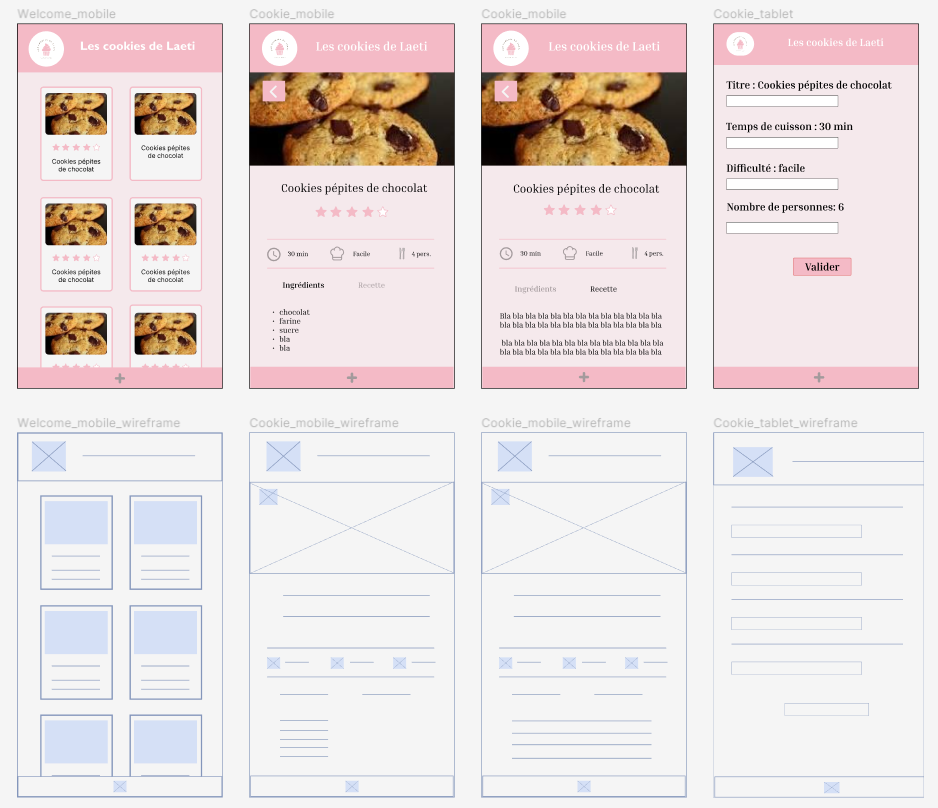 Welcome_mobile
Les cookies de Laeti
Cookies pépites
de chocolat
Cookies pépites
de chocolat
Cookies pépites
de chocolat
Cookies pépites
de chocolat
+
Cookie_mobile
Les cookies de Laeti
Cookies pépites de chocolat
30 min
Facile
4 pers.
Ingrédients
Recette
• chocolat
• farine
• sucre
• bla
• bla
+
Cookie_mobile
Les cookies de Laeti
Cookies pépites de chocolat
30 min
Facile
4 pers.
Ingrédients
Recette
Bla bla bla bla bla bla bla bla bla bla bla bla bla
bla bla bla bla bla bla bla bla bla bla bla bla bla
bla bla bla bla bla bla bla bla bla bla bla bla bla
bla bla bla bla bla bla bla bla bla bla bla bla bla
+
Cookie_tablet
Les cookies de Laeti
Titre : Cookies pépites de chocolat
Temps de cuisson : 30 min
Difficulté : facile
Nombre de personnes: 6
Valider
+
Welcome_mobile_wireframe
Cookie_mobile_wireframe
Cookie_mobile_wireframe
Cookie_tablet_wireframe